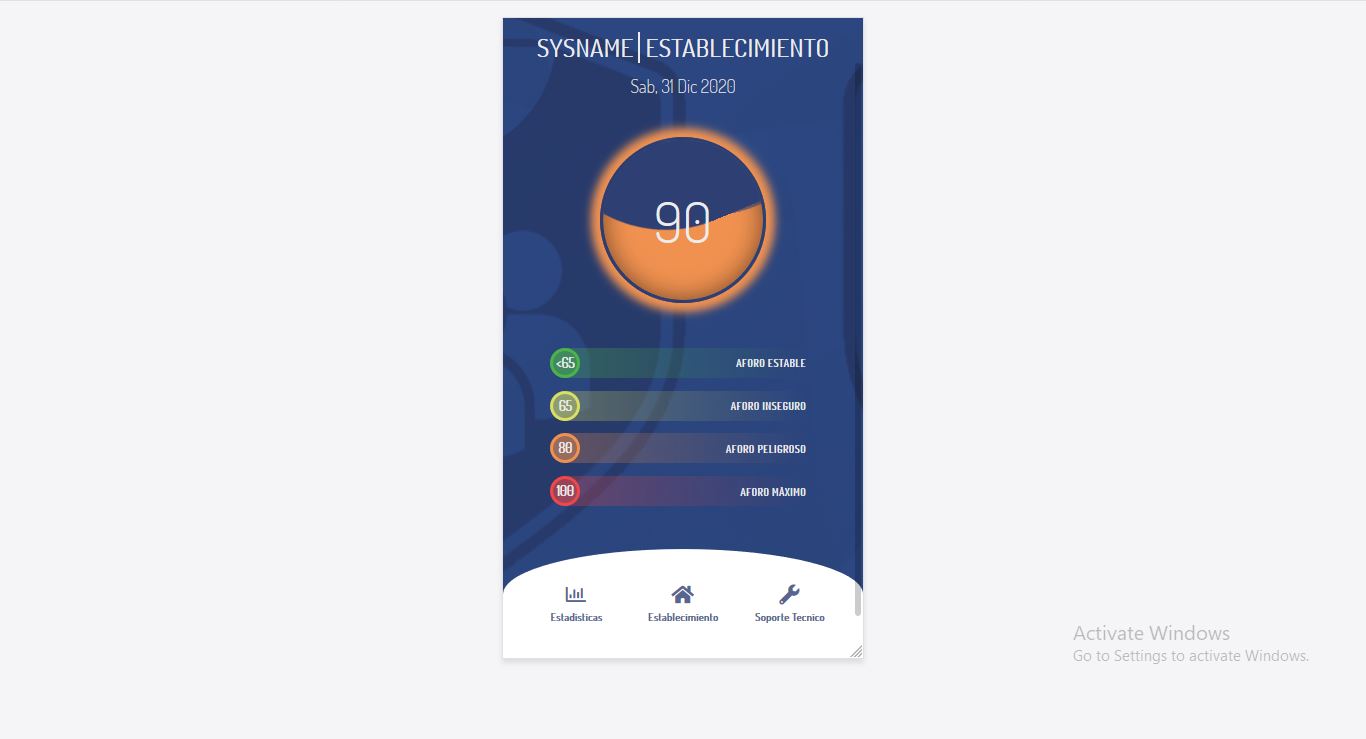 SYSNAME|ESTABLECIMIENTO
Sab, 31 Dic 2020
90
<65 AFORO ESTABLE
65 AFORO INSEGURO
80 AFORO PELIGROSO
100 AFORO MÁXIMO
Estadisticas Establecimiento Soporte Tecnico
Activate Windows
Go to Settings to activate Windows.